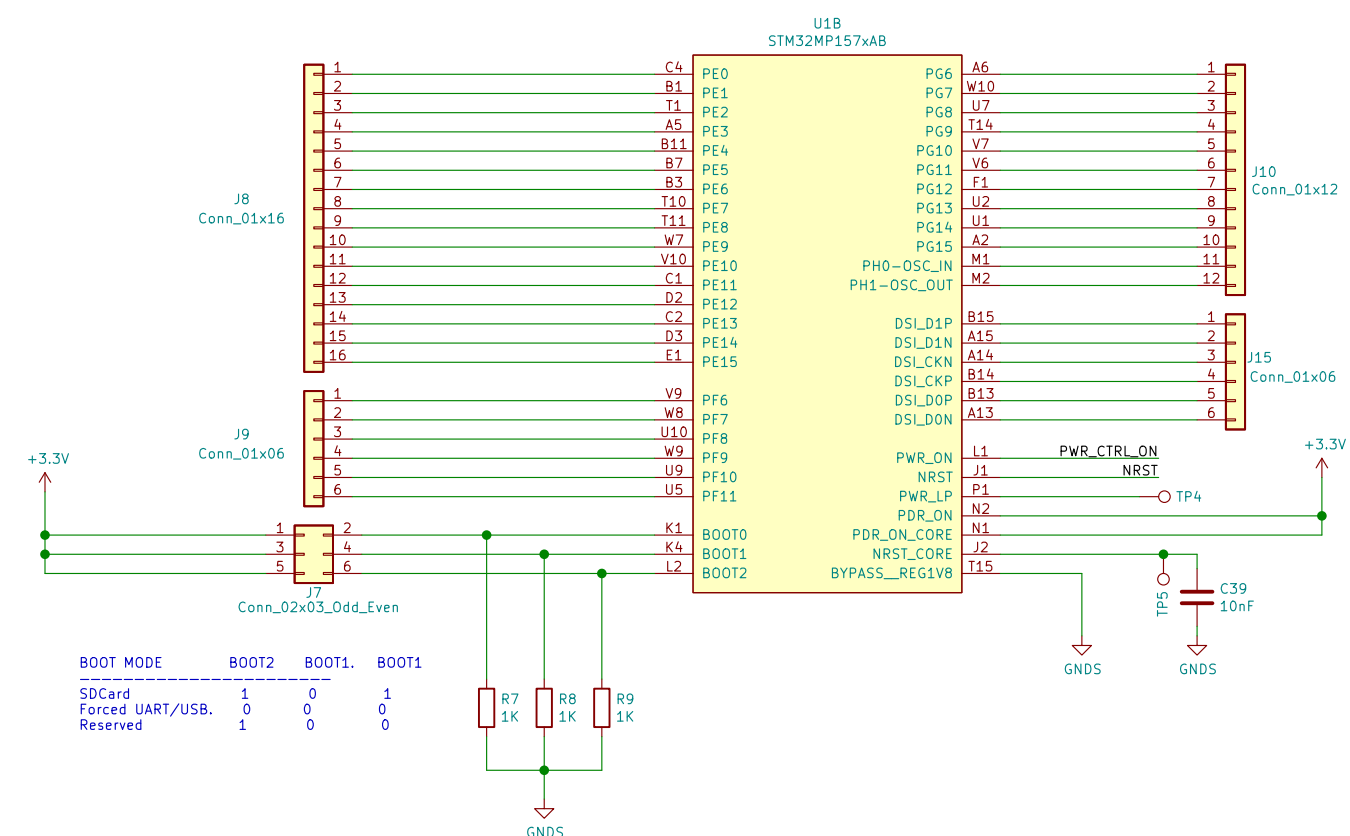 U1B
STM32MP157xAB
J8
Conn_01x16
1 C4 PE0
2 B1 PE1
3 T1 PE2
4 A5 PE3
5 B11 PE4
6 B7 PE5
7 B3 PE6
8 T10 PE7
9 T11 PE8
10 W7 PE9
11 V10 PE10
12 C1 PE11
13 D2 PE12
14 C2 PE13
15 D3 PE14
16 E1 PE15
J9
Conn_01x06
1 V9 PF6
2 W8 PF7
3 U10 PF8
4 W9 PF9
5 U9 PF10
6 U5 PF11
+3.3V
1 2 K1 BOOT0
3 4 K4 BOOT1
5 6 L2 BOOT2
J7
Conn_02x03_Odd_Even
PG6 A6 1
PG7 W10 2
PG8 U7 3
PG9 T14 4
PG10 V7 5
PG11 V6 6
PG12 F1 7
PG13 U2 8
PG14 U1 9
PG15 A2 10
PH0-OSC_IN M1 11
PH1-OSC_OUT M2 12
J10
Conn_01x12
DSI_D1P B15 1
DSI_D1N A15 2
DSI_CKN A14 3
DSI_CKP B14 4
DSI_D0P B13 5
DSI_D0N A13 6
J15
Conn_01x06
PWR_ON L1 PWR_CTRL_ON
NRST J1 NRST
PWR_LP P1 TP4
PDR_ON N2
PDR_ON_CORE N1
NRST_CORE J2
BYPASS__REG1V8 T15
+3.3V
TP5
C39
10nF
GNDS
GNDS
BOOT MODE BOOT2 BOOT1. BOOT1
------------------------
SDCard 1 0 1
Forced UART/USB. 0 0 0
Reserved 1 0 0
R7
1K
R8
1K
R9
1K
GNDS